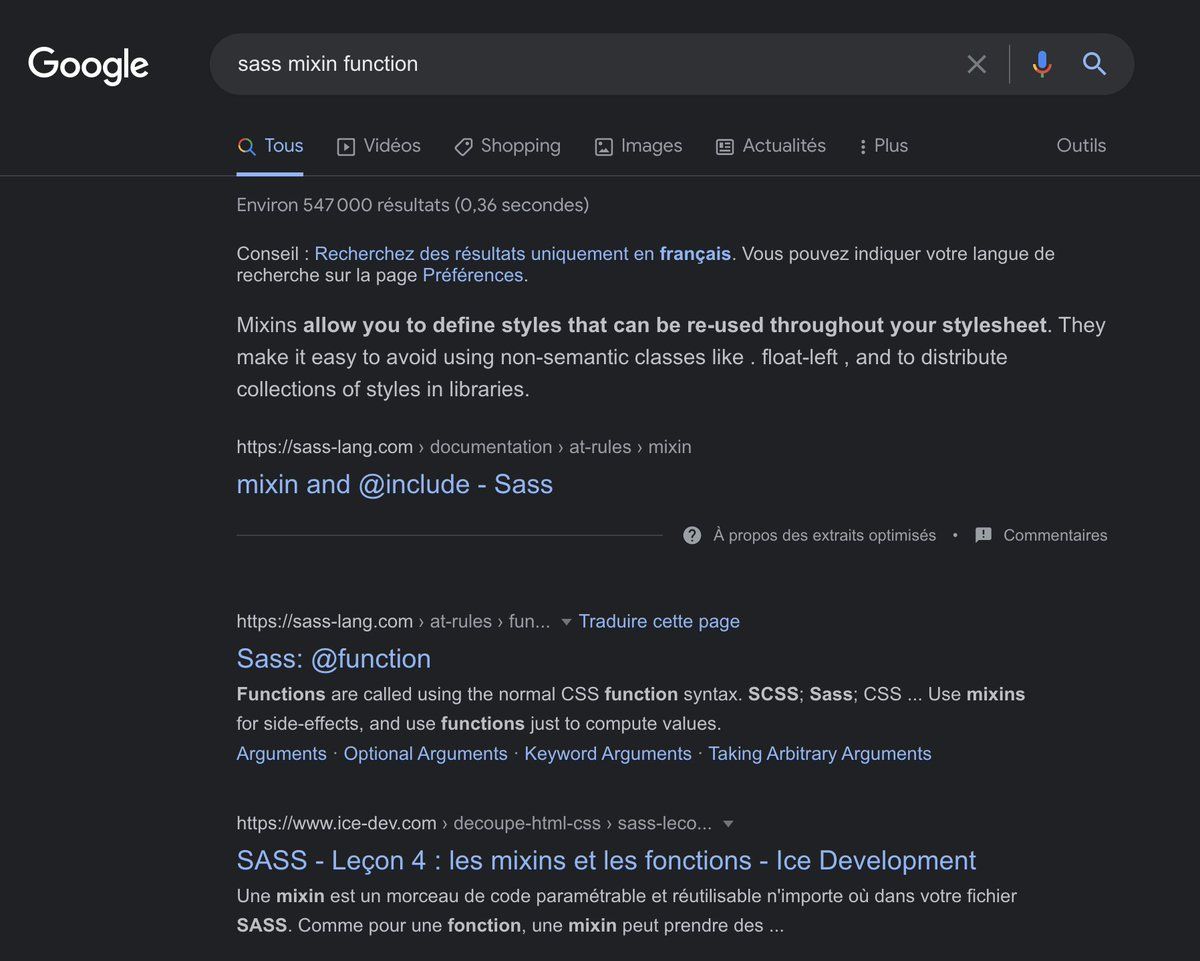 Google
sass mixin function
Tous Vidéos Shopping Images Actualités Plus Outils
Environ 547 000 résultats (0,36 secondes)
Conseil : Recherchez des résultats uniquement en français. Vous pouvez indiquer votre langue de
recherche sur la page Préférences.
Mixins allow you to define styles that can be re-used throughout your stylesheet. They
make it easy to avoid using non-semantic classes like . float-left , and to distribute
collections of styles in libraries.
https://sass-lang.com › documentation › at-rules › mixin
mixin and @include - Sass
À propos des extraits optimisés • Commentaires
https://sass-lang.com › at-rules › fun... Traduire cette page
Sass: @function
Functions are called using the normal CSS function syntax. SCSS; Sass; CSS ... Use mixins
for side-effects, and use functions just to compute values.
Arguments · Optional Arguments · Keyword Arguments · Taking Arbitrary Arguments
https://www.ice-dev.com › decoupe-html-css › sass-leco...
SASS - Leçon 4 : les mixins et les fonctions - Ice Development
Une mixin est un morceau de code paramétrable et réutilisable n'importe où dans votre fichier
SASS. Comme pour une fonction, une mixin peut prendre des ...